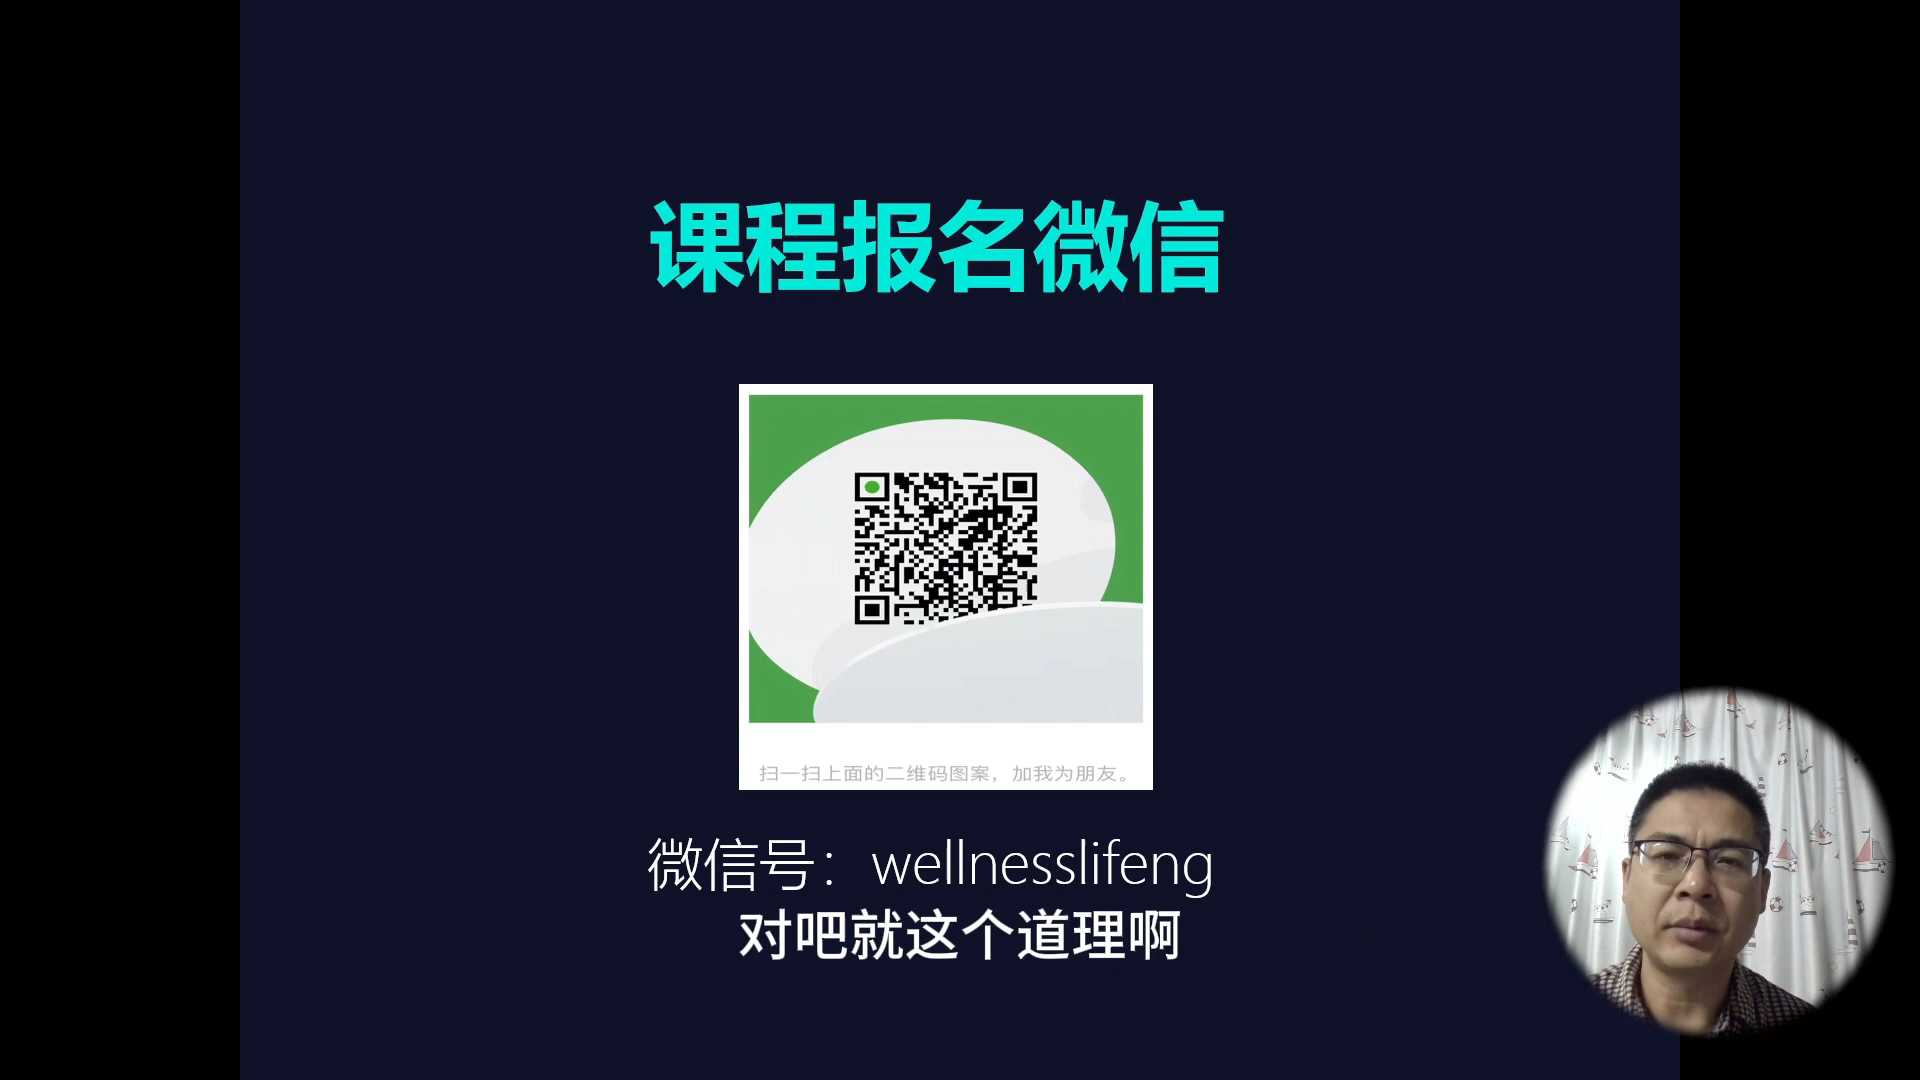 课程报名微信
扫一扫上面的二维码图案，加我为朋友。
微信号：wellnesslifeng
对吧就这个道理啊